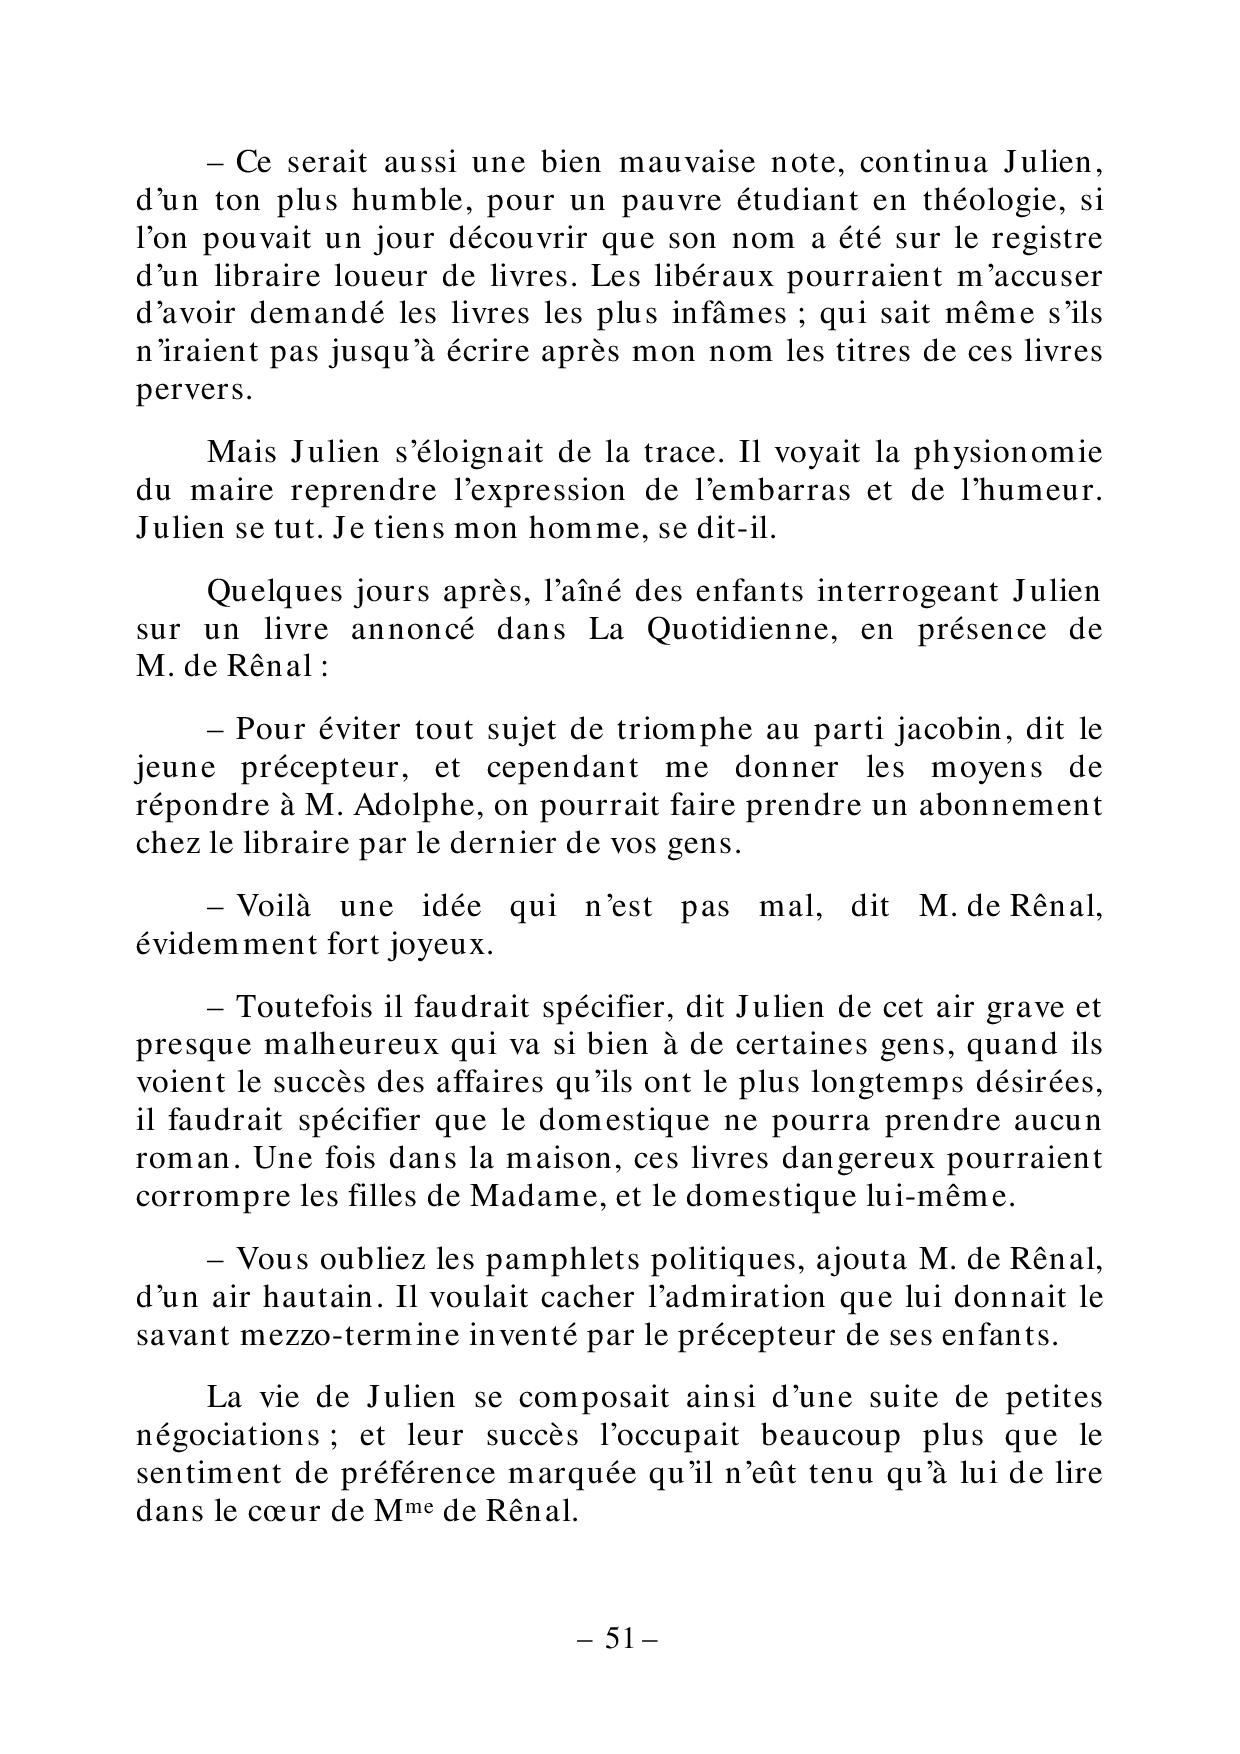 – Ce serait aussi une bien mauvaise note, continua Julien,
d’un ton plus humble, pour un pauvre étudiant en théologie, si
l’on pouvait un jour découvrir que son nom a été sur le registre
d’un libraire loueur de livres. Les libéraux pourraient m’accuser
d’avoir demandé les livres les plus infâmes ; qui sait même s’ils
n’iraient pas jusqu’à écrire après mon nom les titres de ces livres
pervers.
Mais Julien s’éloignait de la trace. Il voyait la physionomie
du maire reprendre l’expression de l’embarras et de l’humeur.
Julien se tut. Je tiens mon homme, se dit-il.
Quelques jours après, l’aîné des enfants interrogeant Julien
sur un livre annoncé dans La Quotidienne, en présence de
M. de Rênal :
– Pour éviter tout sujet de triomphe au parti jacobin, dit le
jeune précepteur, et cependant me donner les moyens de
répondre à M. Adolphe, on pourrait faire prendre un abonnement
chez le libraire par le dernier de vos gens.
– Voilà une idée qui n’est pas mal, dit M. de Rênal,
évidemment fort joyeux.
– Toutefois il faudrait spécifier, dit Julien de cet air grave et
presque malheureux qui va si bien à de certaines gens, quand ils
voient le succès des affaires qu’ils ont le plus longtemps désirées,
il faudrait spécifier que le domestique ne pourra prendre aucun
roman. Une fois dans la maison, ces livres dangereux pourraient
corrompre les filles de Madame, et le domestique lui-même.
– Vous oubliez les pamphlets politiques, ajouta M. de Rênal,
d’un air hautain. Il voulait cacher l’admiration que lui donnait le
savant mezzo-termine inventé par le précepteur de ses enfants.
La vie de Julien se composait ainsi d’une suite de petites
négociations ; et leur succès l’occupait beaucoup plus que le
sentiment de préférence marquée qu’il n’eût tenu qu’à lui de lire
dans le cœur de Mme de Rênal.
– 51 –